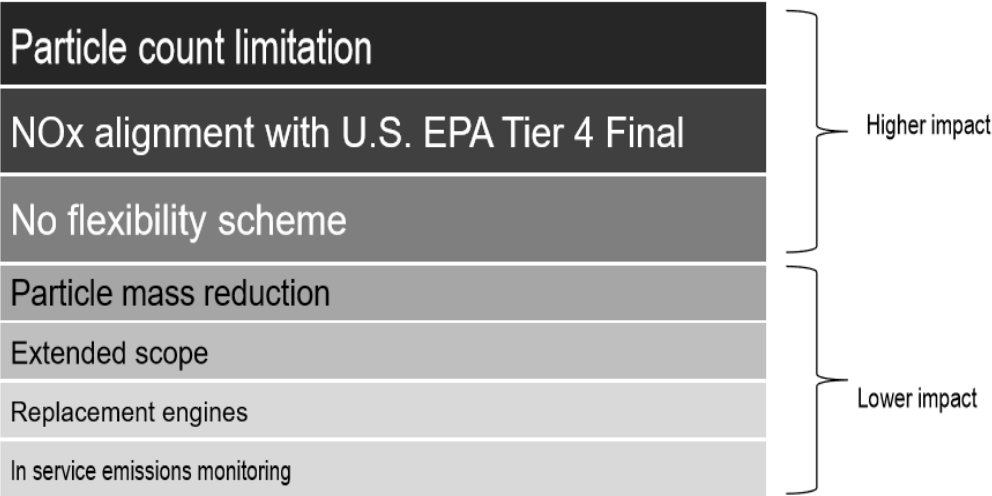 Particle count limitation
NOx alignment with U.S. EPA Tier 4 Final
Higher impact
No flexibility scheme
Particle mass reduction
Extended scope
Replacement engines
Lower impact
In service emissions monitoring